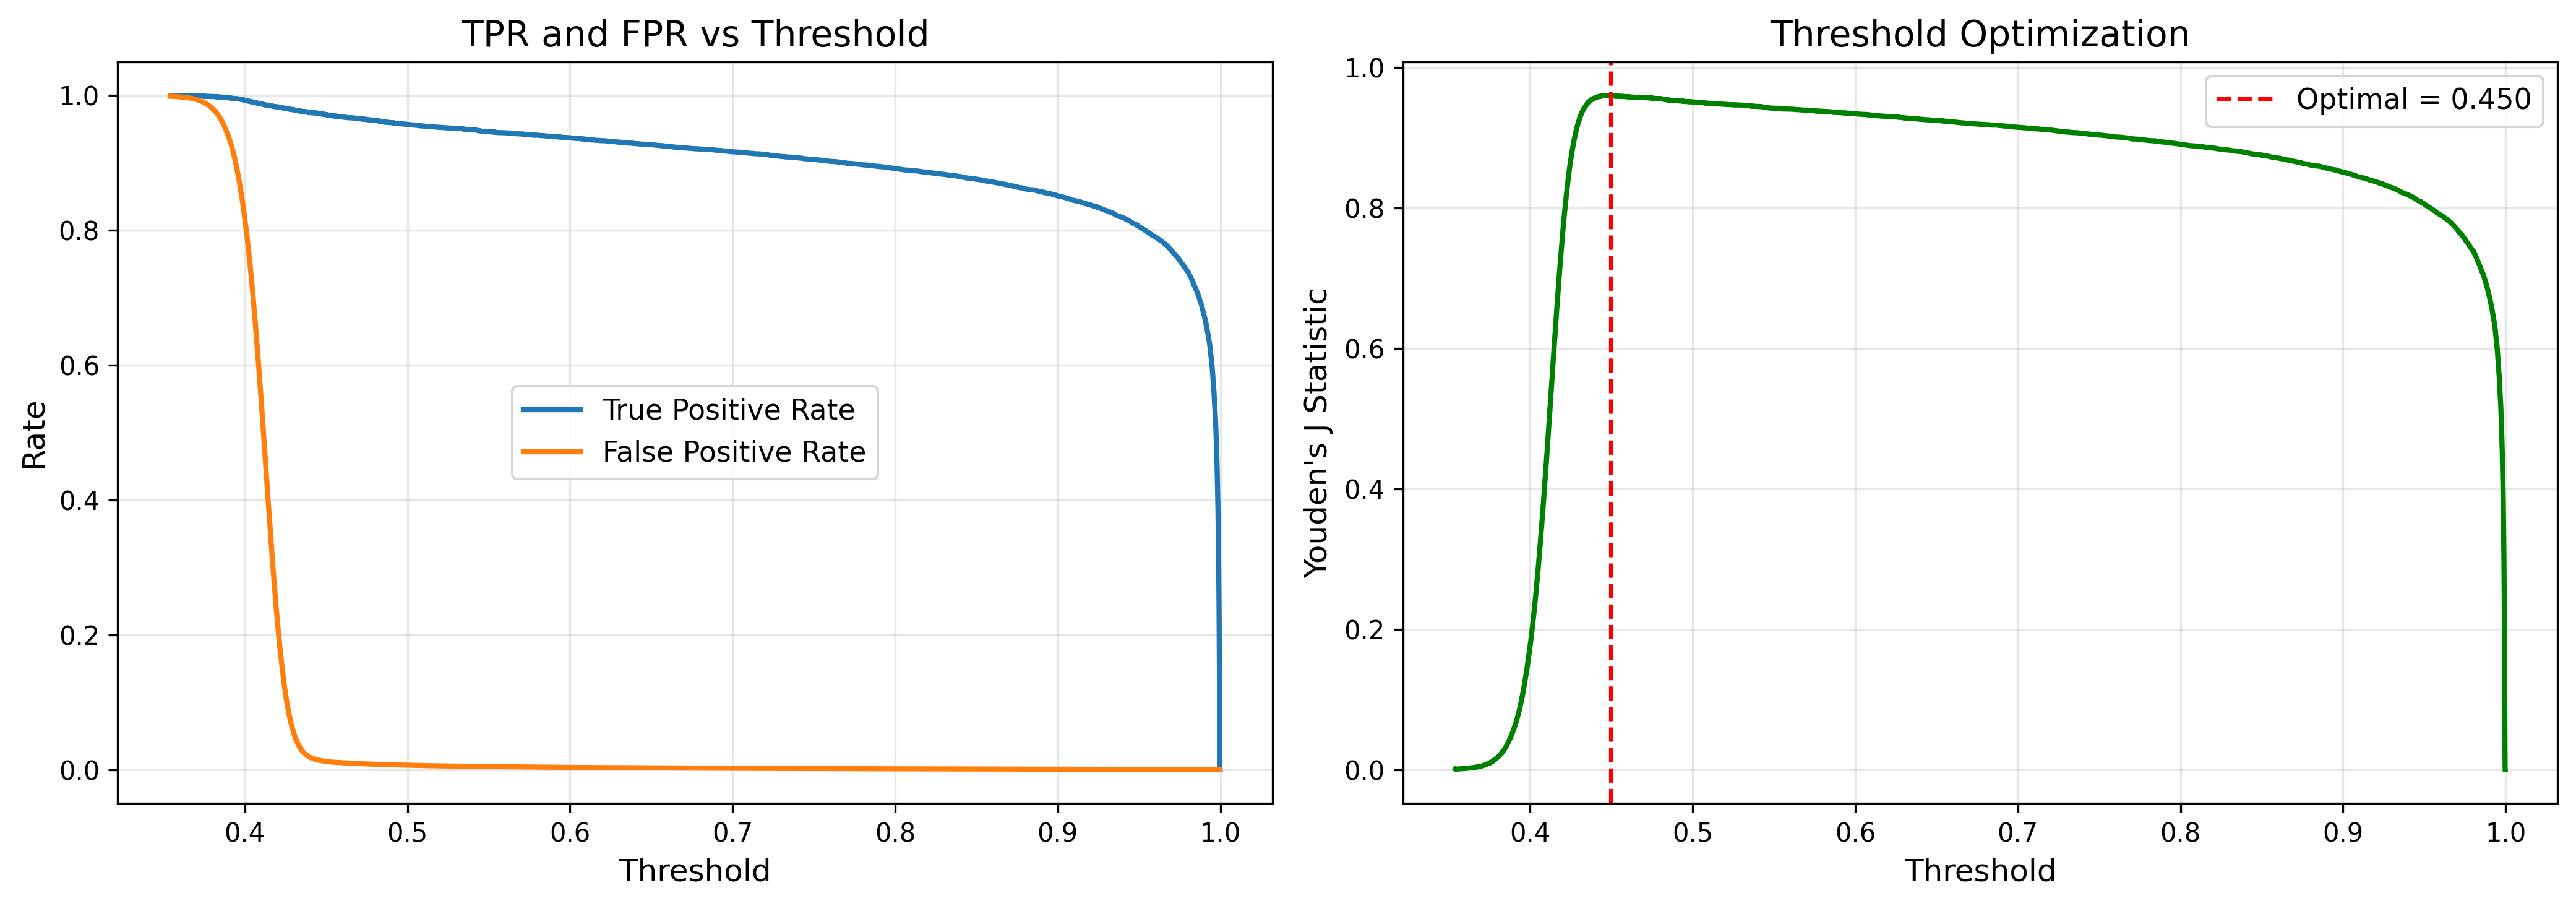 TPR and FPR vs Threshold
Rate
1.0
0.8
0.6
0.4
0.2
0.0
True Positive Rate
False Positive Rate
0.4 0.5 0.6 0.7 0.8 0.9 1.0
Threshold
Threshold Optimization
Youden's J Statistic
1.0
0.8
0.6
0.4
0.2
0.0
Optimal = 0.450
0.4 0.5 0.6 0.7 0.8 0.9 1.0
Threshold